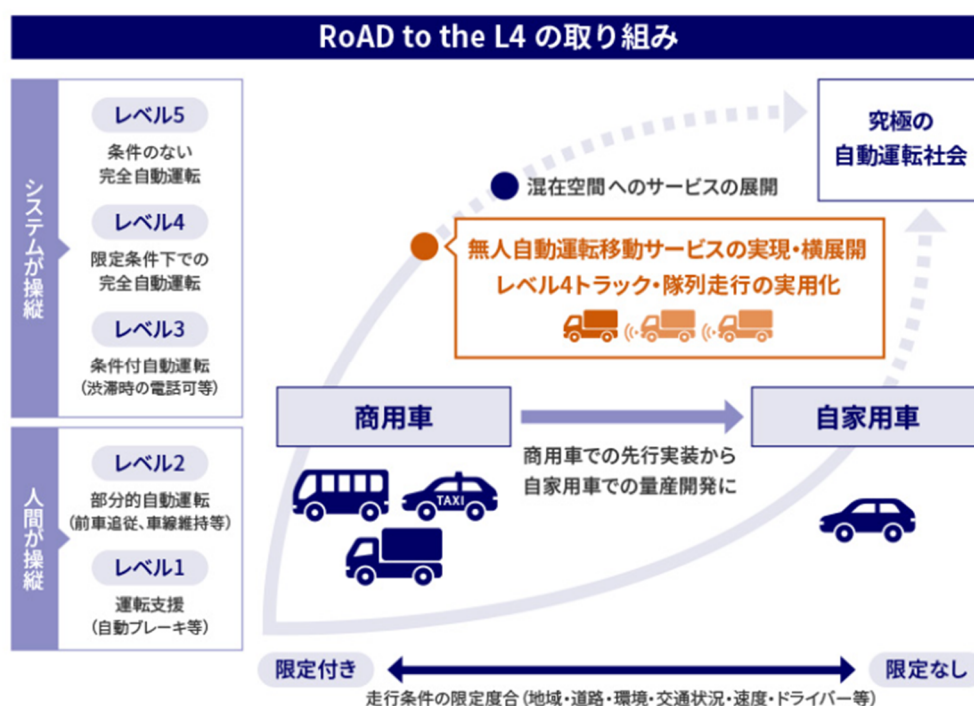 RoAD to the L4 の取り組み
システムが操縦
レベル5
条件のない
完全自動運転
レベル4
限定条件下での
完全自動運転
レベル3
条件付自動運転
(渋滞時の電話可等)
人間が操縦
レベル2
部分的自動運転
(前車追従、車線維持等)
レベル1
運転支援
(自動ブレーキ等)
究極の
自動運転社会
混在空間へのサービスの展開
無人自動運転移動サービスの実現・横展開
レベル4トラック・隊列走行の実用化
商用車
自家用車
商用車での先行実装から
自家用車での量産開発に
TAXI
限定付き
限定なし
走行条件の限定度合(地域・道路・環境・交通状況・速度・ドライバー等)